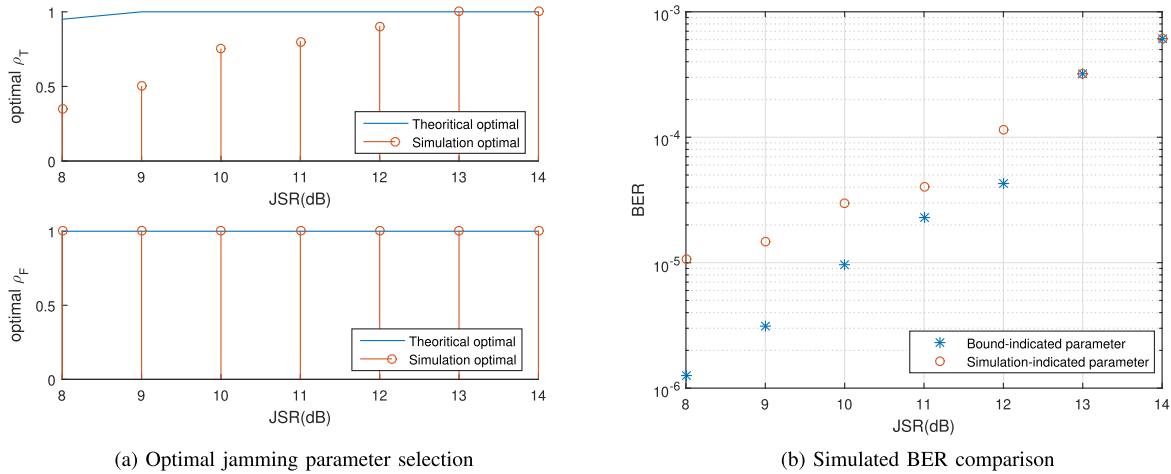 1
0.5
0
optimal ρT
8 9 10 11 12 13 14
JSR(dB)
Theoritical optimal
Simulation optimal
1
0.5
0
optimal ρF
8 9 10 11 12 13 14
JSR(dB)
Theoritical optimal
Simulation optimal
(a) Optimal jamming parameter selection
10-3
10-4
10-5
10-6
BER
8 9 10 11 12 13 14
JSR(dB)
Bound-indicated parameter
Simulation-indicated parameter
(b) Simulated BER comparison